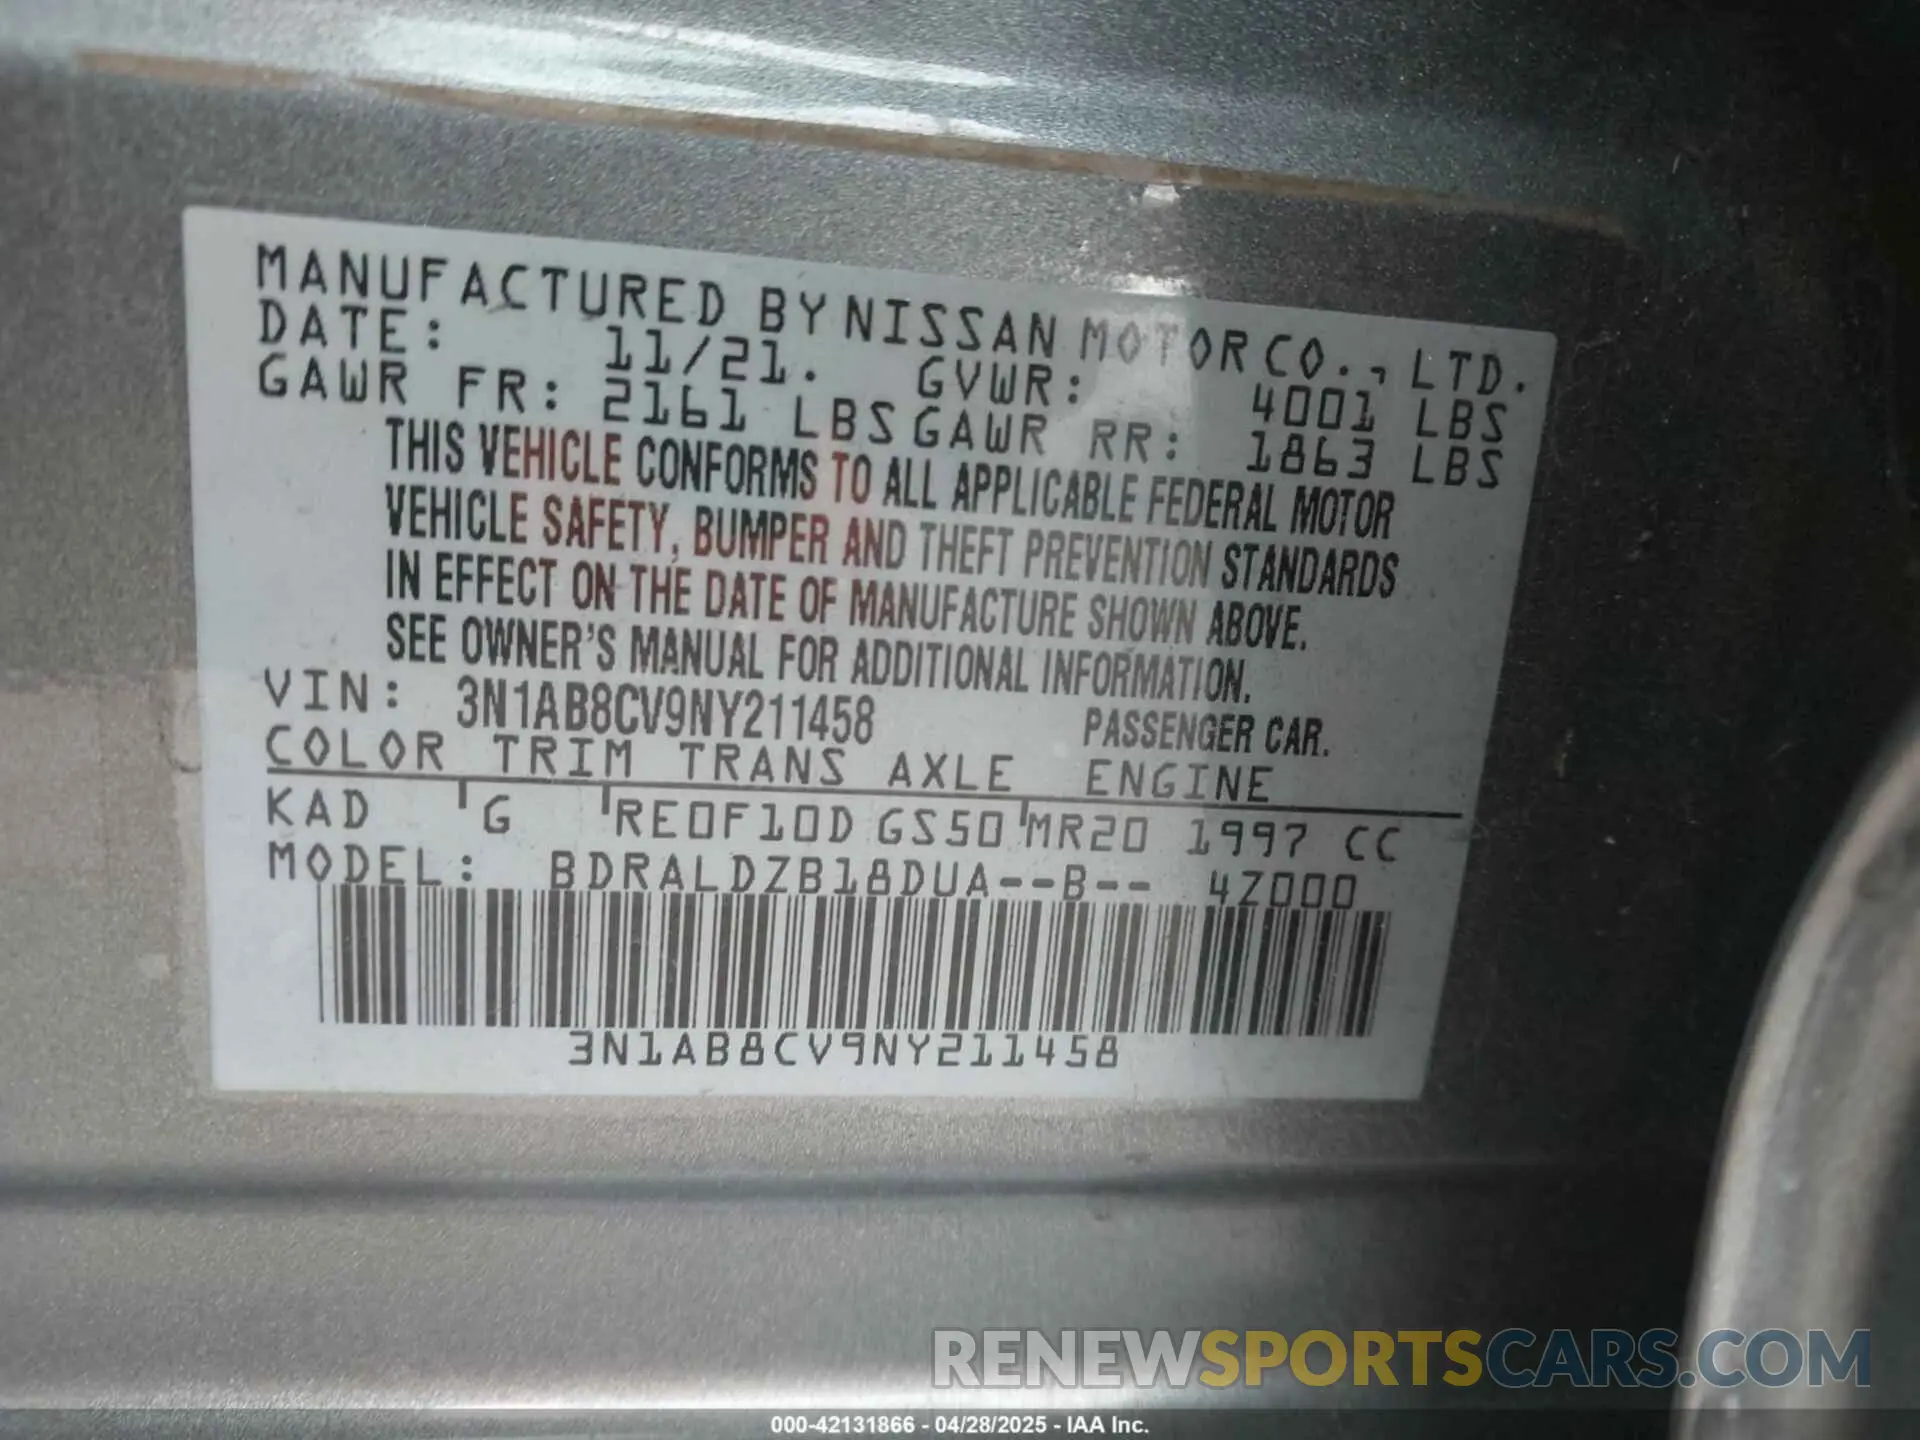 MANUFACTURED BY NISSAN MOTOR CO., LTD.
DATE: 11/21. GVWR: 4001 LBS
GAWR FR: 2161 LBS GAWR RR: 1863 LBS
THIS VEHICLE CONFORMS TO ALL APPLICABLE FEDERAL MOTOR
VEHICLE SAFETY, BUMPER AND THEFT PREVENTION STANDARDS
IN EFFECT ON THE DATE OF MANUFACTURE SHOWN ABOVE.
SEE OWNER'S MANUAL FOR ADDITIONAL INFORMATION.
VIN: 3N1AB8CV9NY211458 PASSENGER CAR.
COLOR TRIM TRANS AXLE ENGINE
KAD G RE0F10D GS50 MR20 1997 CC
MODEL: BDRALDZB18DUA--B-- 4Z000
3N1AB8CV9NY211458
RENEWSPORTSCARS.COM
000-42131866 - 04/28/2025 - IAA Inc.